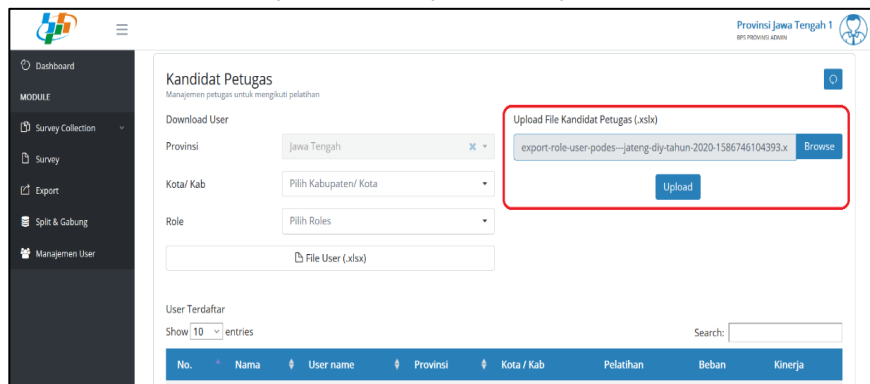 Provinsi Jawa Tengah 1
BPS PROVINSI ADMIN
Dashboard
MODULE
Survey Collection
Survey
Export
Split & Gabung
Manajemen User
Kandidat Petugas
Manajemen petugas untuk mengikuti pelatihan
Download User
Provinsi
Jawa Tengah
Kota/ Kab
Pilih Kabupaten/ Kota
Role
Pilih Roles
File User (.xlsx)
Upload File Kandidat Petugas (.xslx)
export-role-user-podes---jateng-diy-tahun-2020-1586746104393.x Browse
Upload
User Terdaftar
Show 10 entries
Search:
No. Nama User name Provinsi Kota / Kab Pelatihan Beban Kinerja